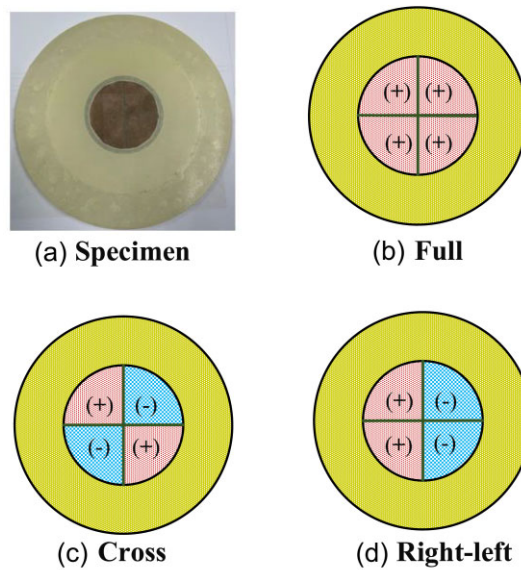 (+) (+)
(+) (+)
(a) Specimen
(b) Full
(+) (-)
(-) (+)
(+) (-)
(+) (-)
(c) Cross
(d) Right-left